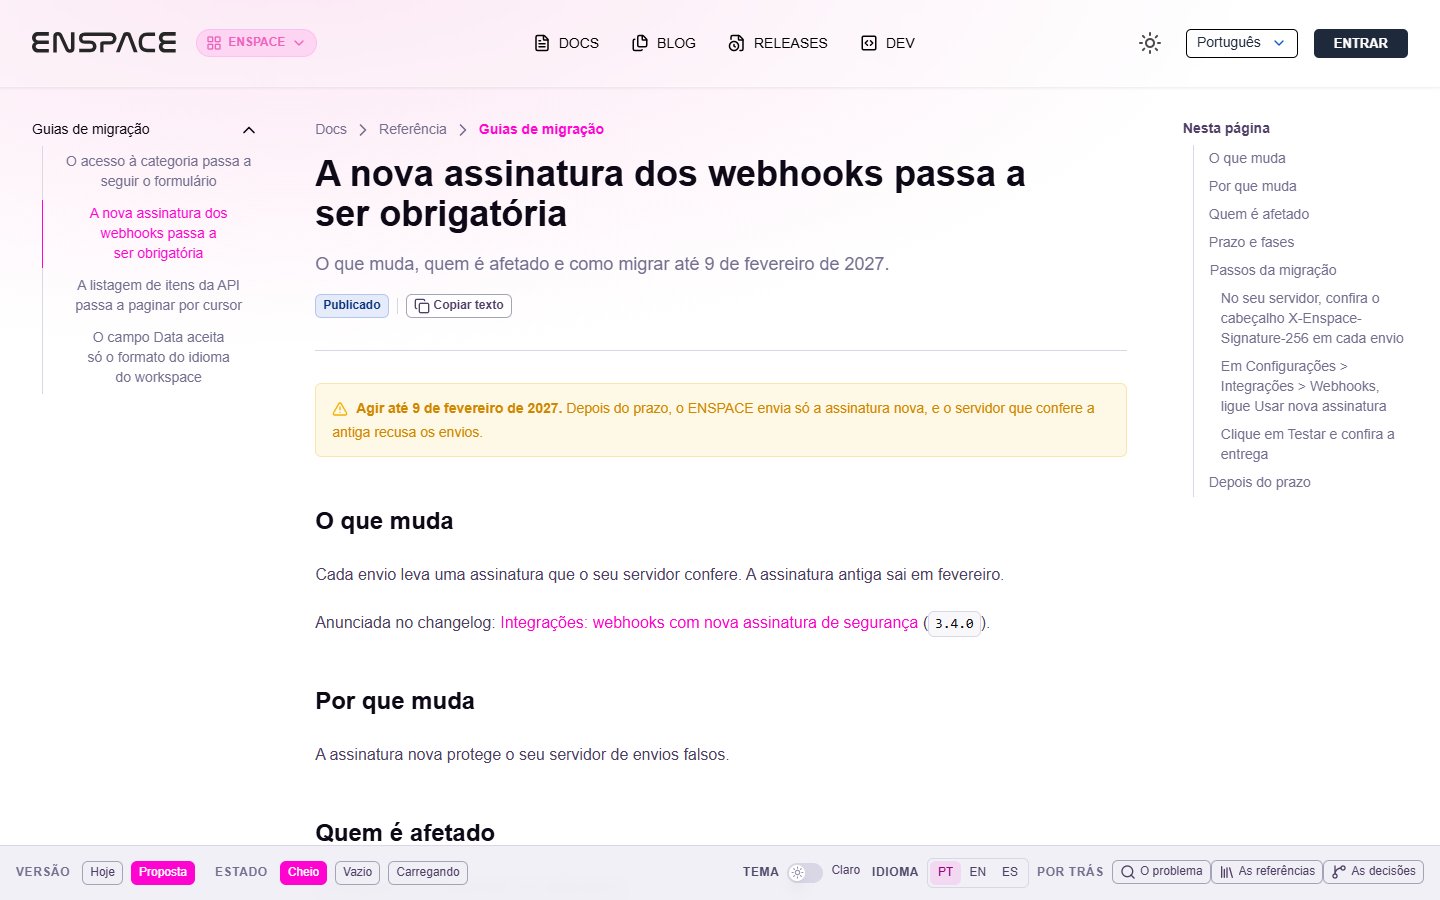 ENSPACE
ENSPACE
DOCS
BLOG
RELEASES
DEV
Português
ENTRAR
Guias de migração
O acesso à categoria passa a
seguir o formulário
A nova assinatura dos
webhooks passa a
ser obrigatória
A listagem de itens da API
passa a paginar por cursor
O campo Data aceita
só o formato do idioma
do workspace
Docs > Referência > Guias de migração
A nova assinatura dos webhooks passa a
ser obrigatória
O que muda, quem é afetado e como migrar até 9 de fevereiro de 2027.
Publicado
Copiar texto
Agir até 9 de fevereiro de 2027. Depois do prazo, o ENSPACE envia só a assinatura nova, e o servidor que confere a
antiga recusa os envios.
O que muda
Cada envio leva uma assinatura que o seu servidor confere. A assinatura antiga sai em fevereiro.
Anunciada no changelog: Integrações: webhooks com nova assinatura de segurança (3.4.0).
Por que muda
A assinatura nova protege o seu servidor de envios falsos.
Quem é afetado
Nesta página
O que muda
Por que muda
Quem é afetado
Prazo e fases
Passos da migração
No seu servidor, confira o
cabeçalho X-Enspace-
Signature-256 em cada envio
Em Configurações >
Integrações > Webhooks,
ligue Usar nova assinatura
Clique em Testar e confira a
entrega
Depois do prazo
VERSÃO
Hoje
Proposta
ESTADO
Cheio
Vazio
Carregando
TEMA
Claro
IDIOMA
PT
EN
ES
POR TRÁS
O problema
As referências
As decisões